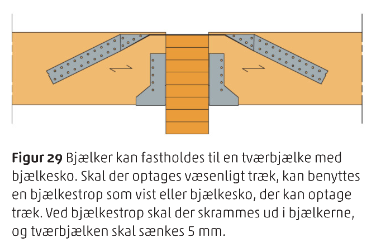 Figur 29 Bjælker kan fastholdes til en tværbjælke med
bjælkesko. Skal der optages væsenligt træk, kan benyttes
en bjælkestrop som vist eller bjælkesko, der kan optage
træk. Ved bjælkestrop skal der skrammes ud i bjælkerne,
og tværbjælken skal sænkes 5 mm.